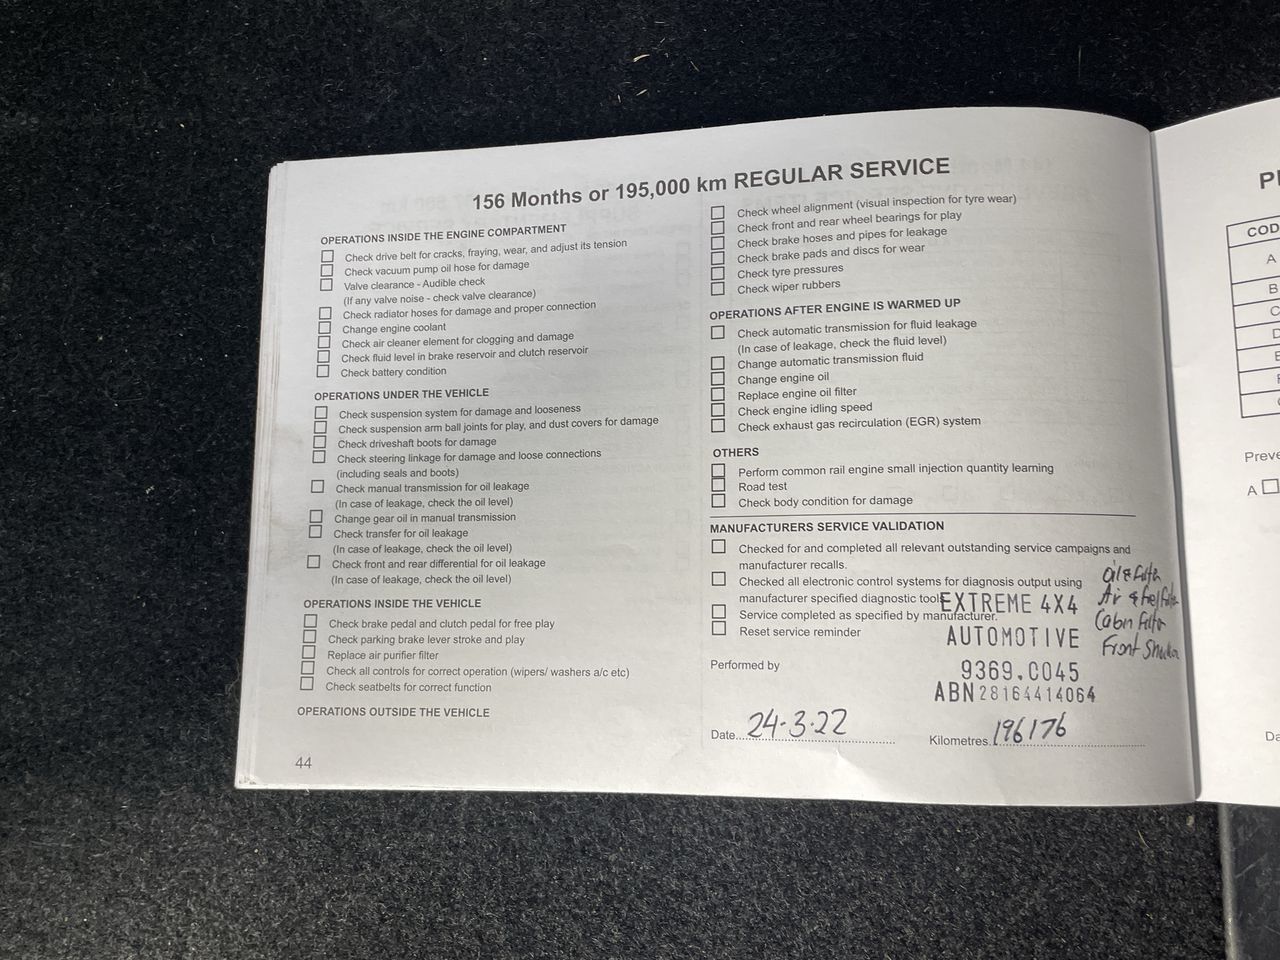 156 Months or 195,000 km REGULAR SERVICE
OPERATIONS INSIDE THE ENGINE COMPARTMENT
Check drive belt for cracks, fraying, wear, and adjust its tension
Check vacuum pump oil hose for damage
Valve clearance - Audible check
(If any valve noise - check valve clearance)
Check radiator hoses for damage and proper connection
Change engine coolant
Check air cleaner element for clogging and damage
Check fluid level in brake reservoir and clutch reservoir
Check battery condition
OPERATIONS UNDER THE VEHICLE
Check suspension system for damage and looseness
Check suspension arm ball joints for play, and dust covers for damage
Check driveshaft boots for damage
Check steering linkage for damage and loose connections
(including seals and boots)
Check manual transmission for oil leakage
(In case of leakage, check the oil level)
Change gear oil in manual transmission
Check transfer for oil leakage
(In case of leakage, check the oil level)
Check front and rear differential for oil leakage
(In case of leakage, check the oil level)
OPERATIONS INSIDE THE VEHICLE
Check brake pedal and clutch pedal for free play
Check parking brake lever stroke and play
Replace air purifier filter
Check all controls for correct operation (wipers/ washers a/c etc)
Check seatbelts for correct function
OPERATIONS OUTSIDE THE VEHICLE
44
Check wheel alignment (visual inspection for tyre wear)
Check front and rear wheel bearings for play
Check brake hoses and pipes for leakage
Check brake pads and discs for wear
Check tyre pressures
Check wiper rubbers
OPERATIONS AFTER ENGINE IS WARMED UP
Check automatic transmission for fluid leakage
(In case of leakage, check the fluid level)
Change automatic transmission fluid
Change engine oil
Replace engine oil filter
Check engine idling speed
Check exhaust gas recirculation (EGR) system
OTHERS
Perform common rail engine small injection quantity learning
Road test
Check body condition for damage
MANUFACTURERS SERVICE VALIDATION
Checked for and completed all relevant outstanding service campaigns and
manufacturer recalls.
Checked all electronic control systems for diagnosis output using
manufacturer specified diagnostic tools
Service completed as specified by manufacturer.
Reset service reminder
Oil & Filter
Air & Fuel Filter
Cabin Filter
Front
EXTREME 4X4
AUTOMOTIVE
9369.0045
ABN 28164414064
Performed by
Date 24-3-22
Kilometres 196176
COD
A
B
C
D
E
Preve
A
Da